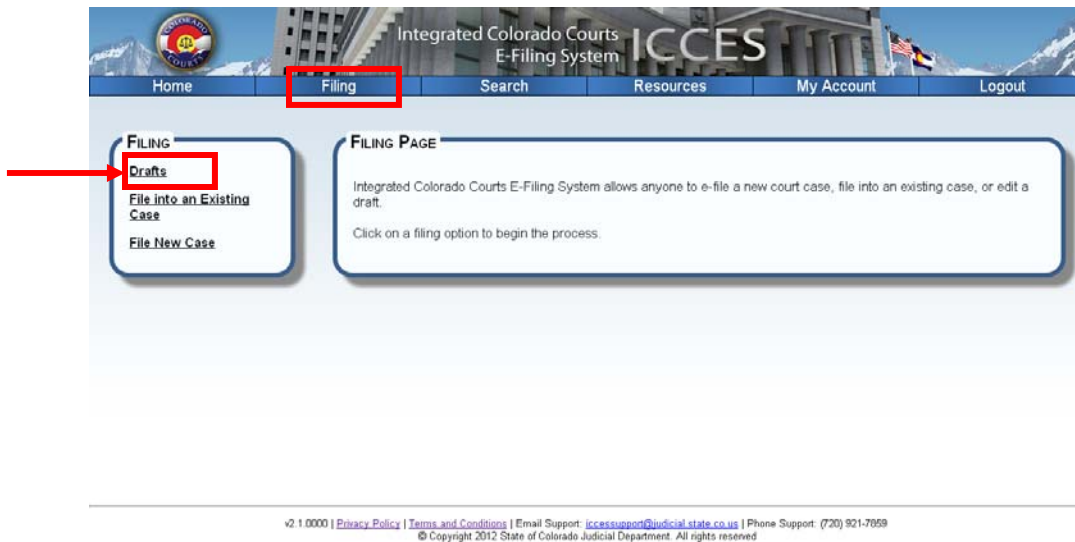 COLORADO
COURTS
Integrated Colorado Courts
E-Filing System
ICCES
Home Filing Search Resources My Account Logout
FILING
Drafts
File into an Existing
Case
File New Case
FILING PAGE
Integrated Colorado Courts E-Filing System allows anyone to e-file a new court case, file into an existing case, or edit a
draft.
Click on a filing option to begin the process.
v2.1.0000 | Privacy Policy | Terms and Conditions | Email Support: iccessupport@judicial.state.co.us | Phone Support: (720) 921-7859
© Copyright 2012 State of Colorado Judicial Department. All rights reserved